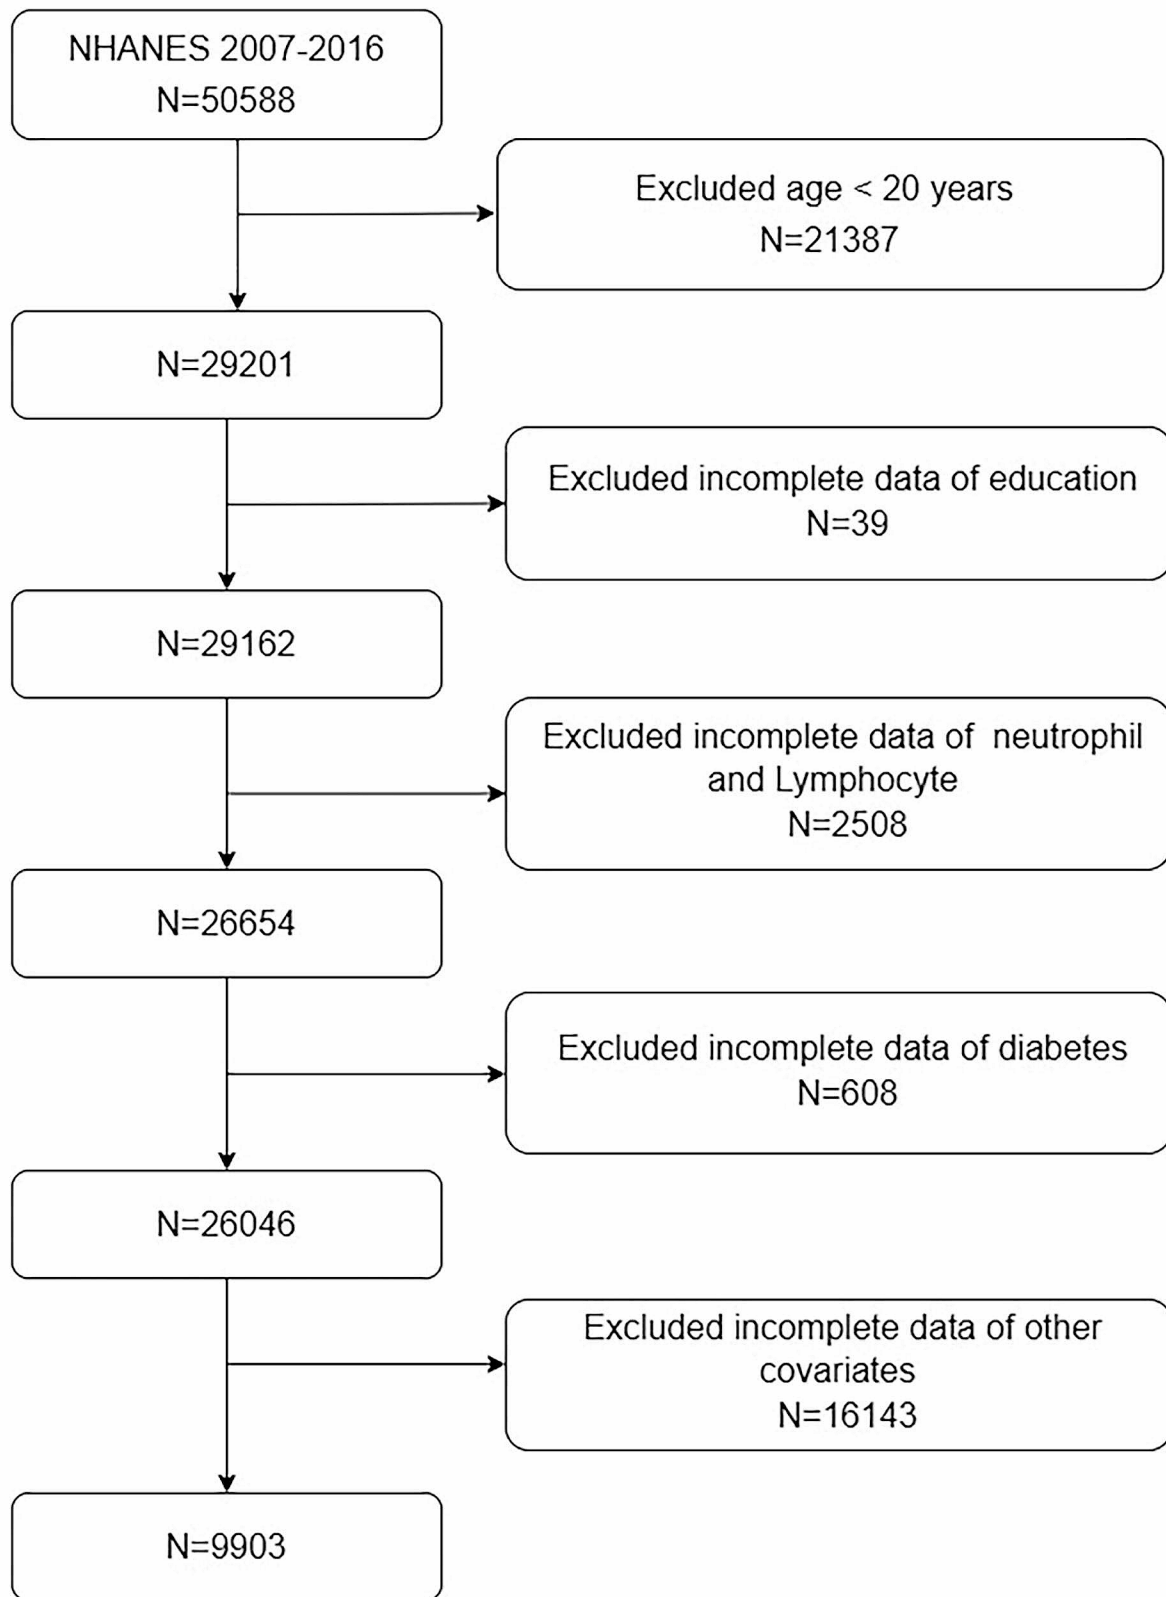 NHANES 2007-2016
N=50588
Excluded age < 20 years
N=21387
N=29201
Excluded incomplete data of education
N=39
N=29162
Excluded incomplete data of  neutrophil
and Lymphocyte
N=2508
N=26654
Excluded incomplete data of diabetes
N=608
N=26046
Excluded incomplete data of other
covariates
N=16143
N=9903